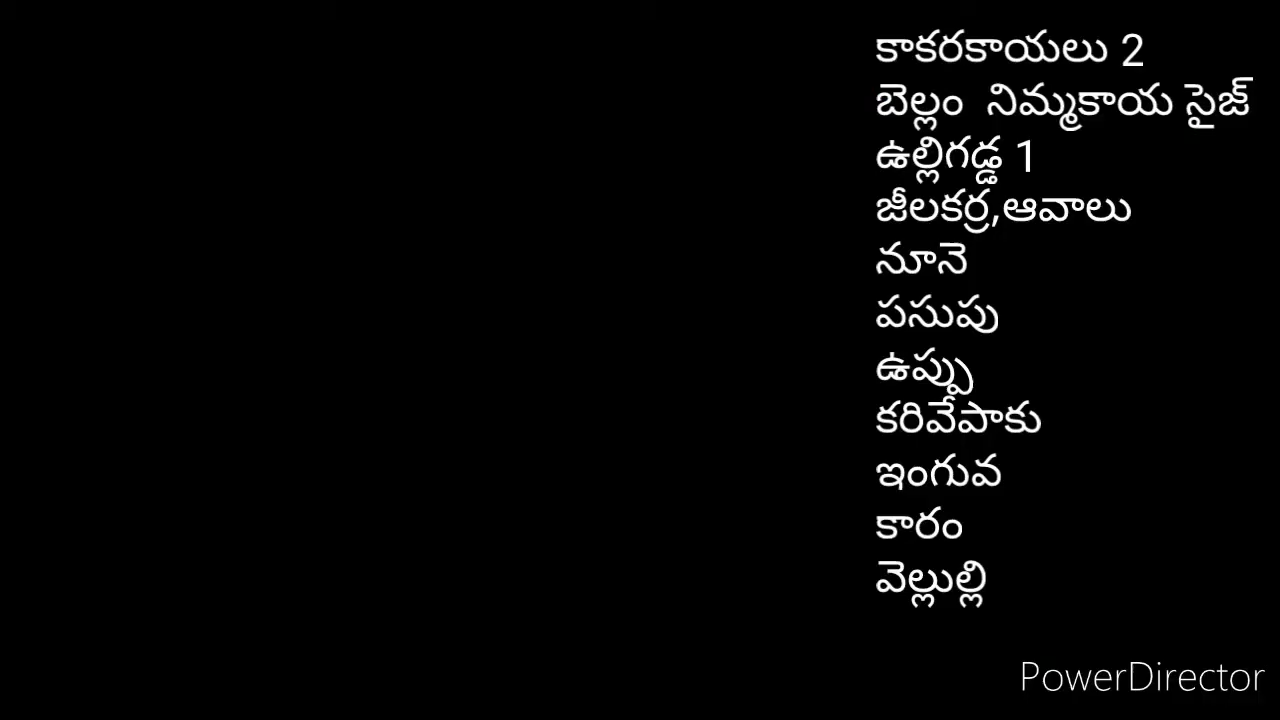 కాకరకాయలు 2
బెల్లం  నిమ్మకాయ సైజ్
ఉల్లిగడ్డ 1
జీలకర్ర,ఆవాలు
నూనె
పసుపు
ఉప్పు
కరివేపాకు
ఇంగువ
కారం
వెల్లుల్లి
PowerDirector